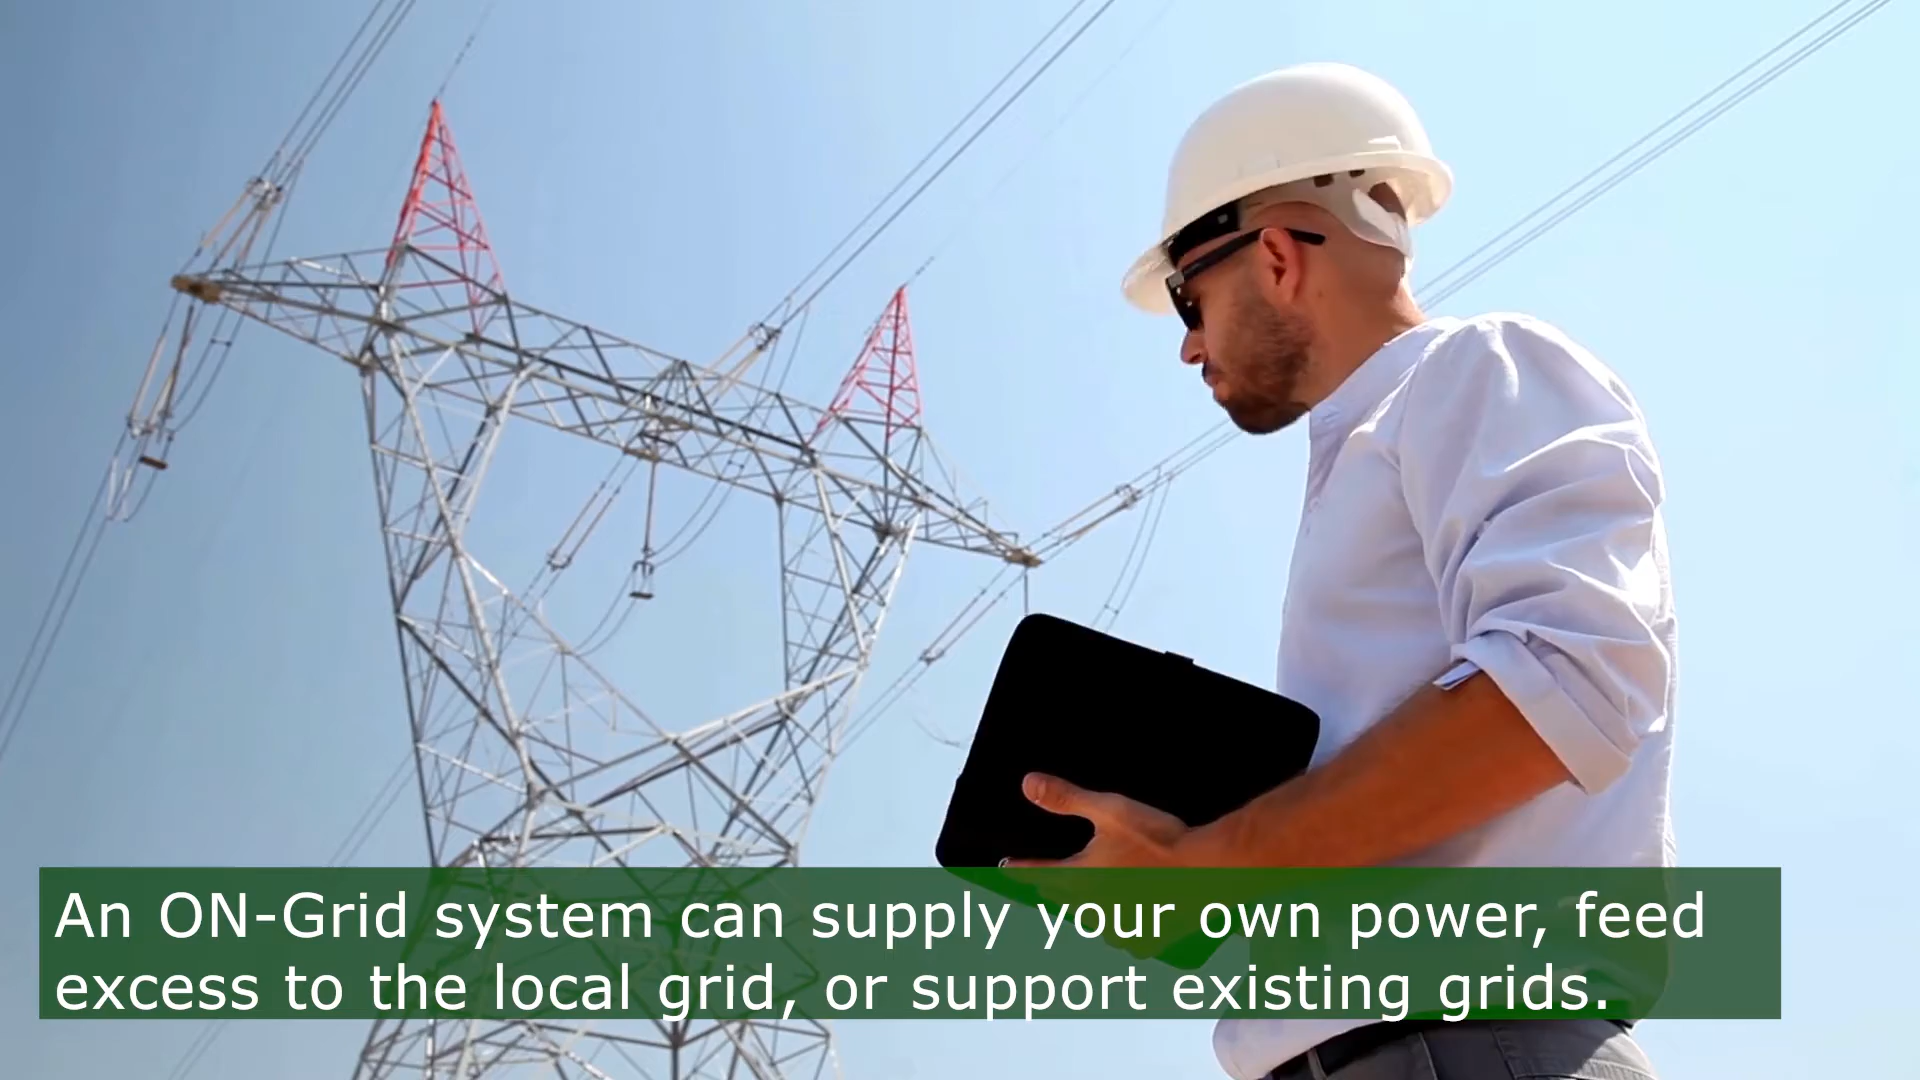 An ON-Grid system can supply your own power, feed
excess to the local grid, or support existing grids.